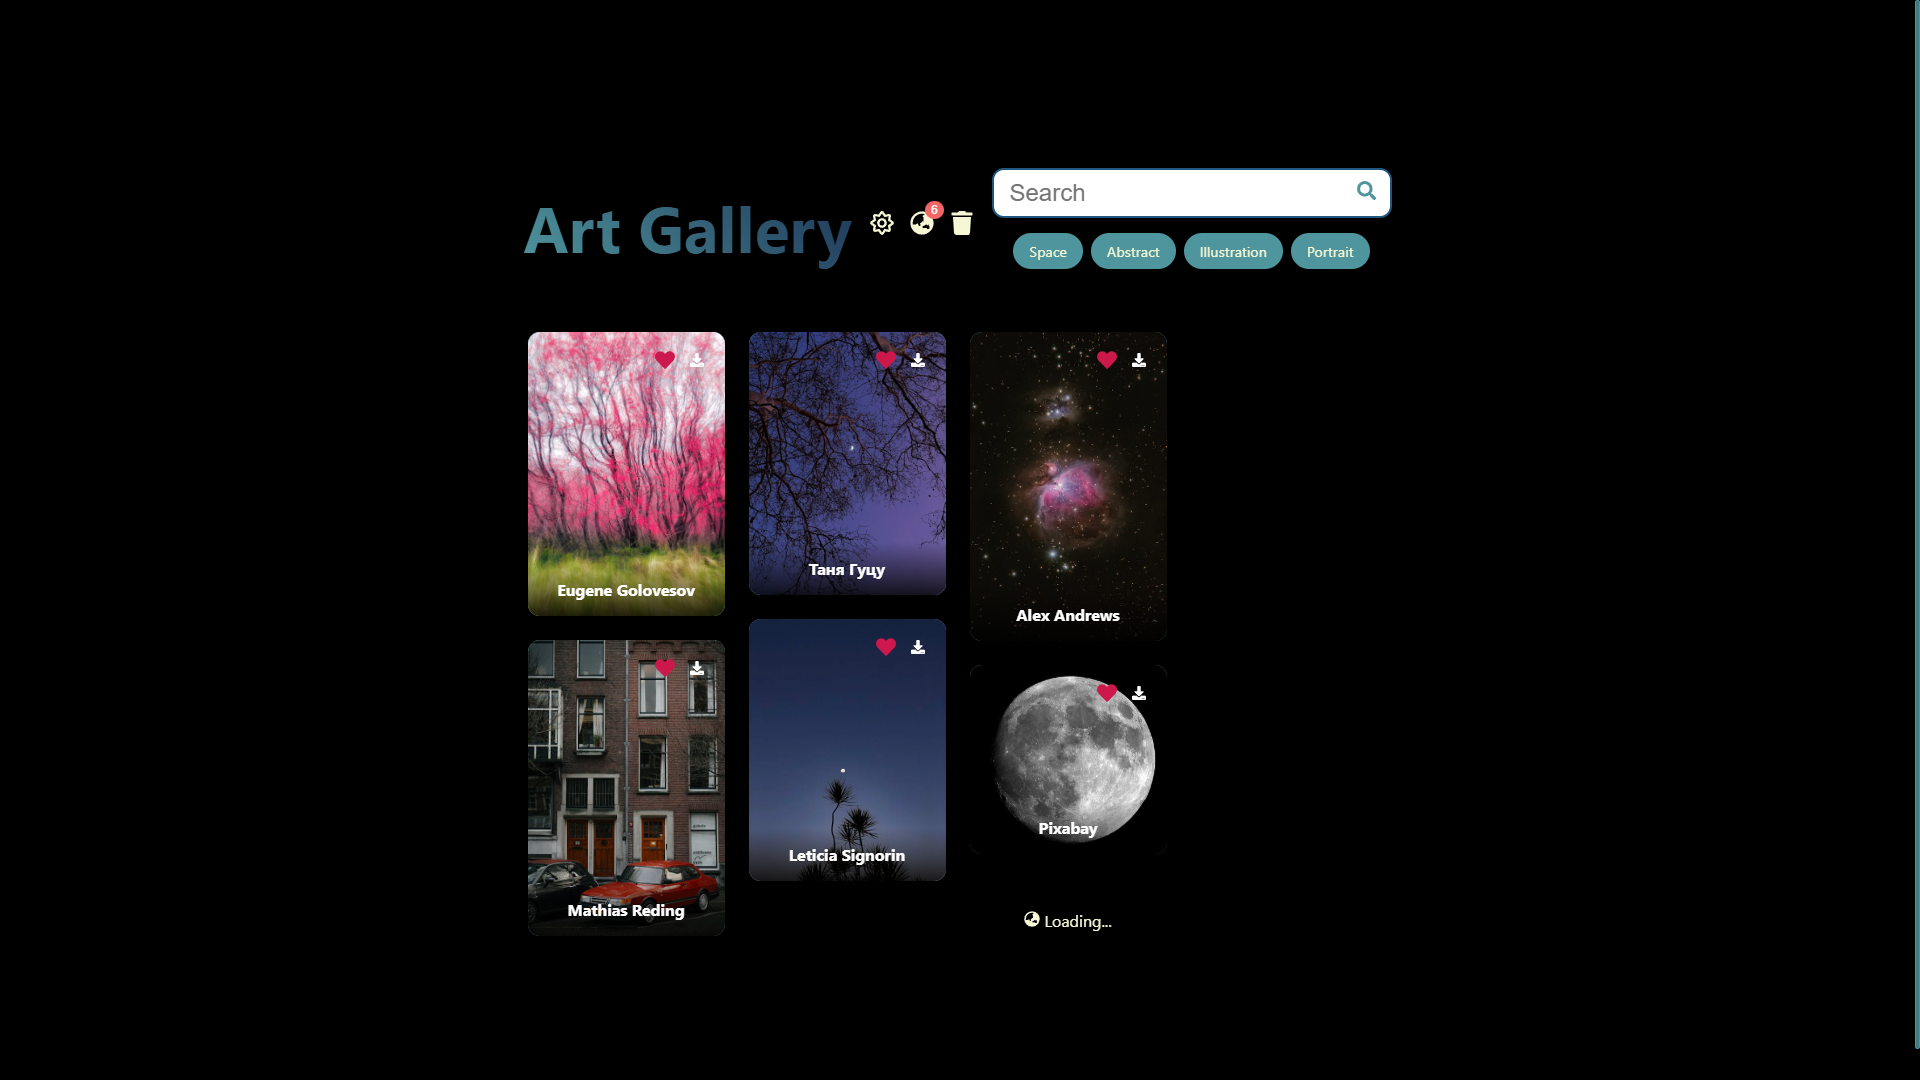 Art Gallery
6
Search
Space
Abstract
Illustration
Portrait
Eugene Golovesov
Таня Гуцу
Alex Andrews
Mathias Reding
Leticia Signorin
Pixabay
Loading...